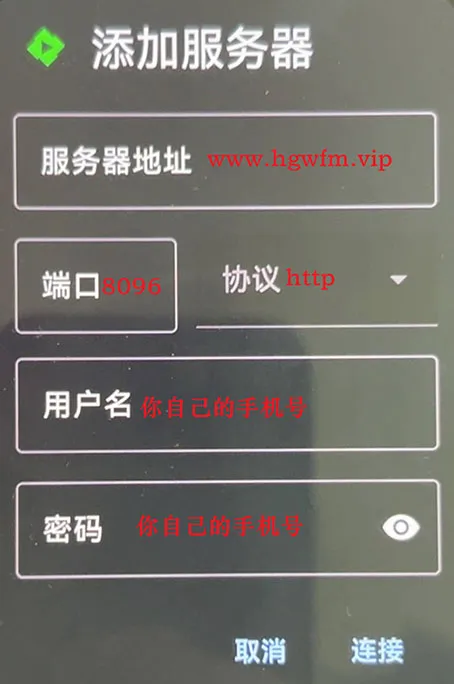 添加服务器
服务器地址 www.hgwfm.vip
端口8096 协议 http
用户名 你自己的手机号
密码 你自己的手机号
取消 连接